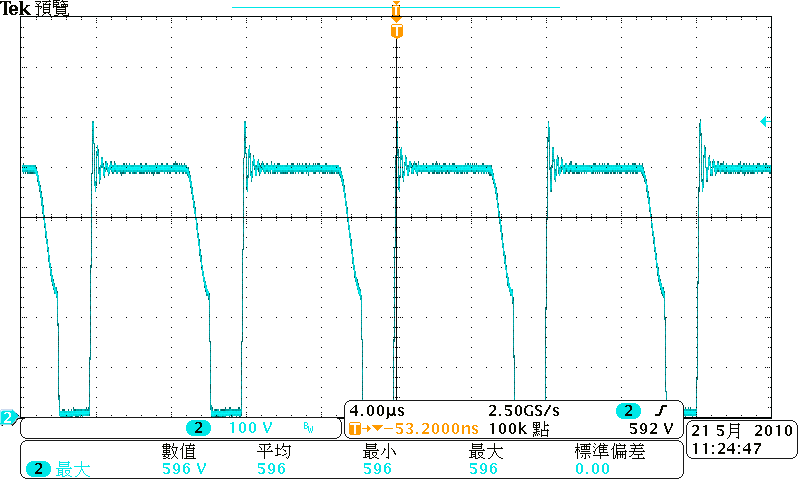 Tek 預覽
T
T
2
2 100 V BW
4.00μs 2.50GS/s 2
T→▼−53.2000ns 100k 點 592 V
21 5月 2010
11:24:47
數值 平均 最小 最大 標準偏差
2 最大 596 V 596 596 596 0.00